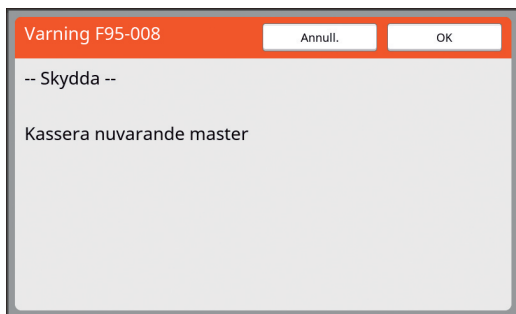 Varning F95-008
Annull.
OK
-- Skydda --
Kassera nuvarande master